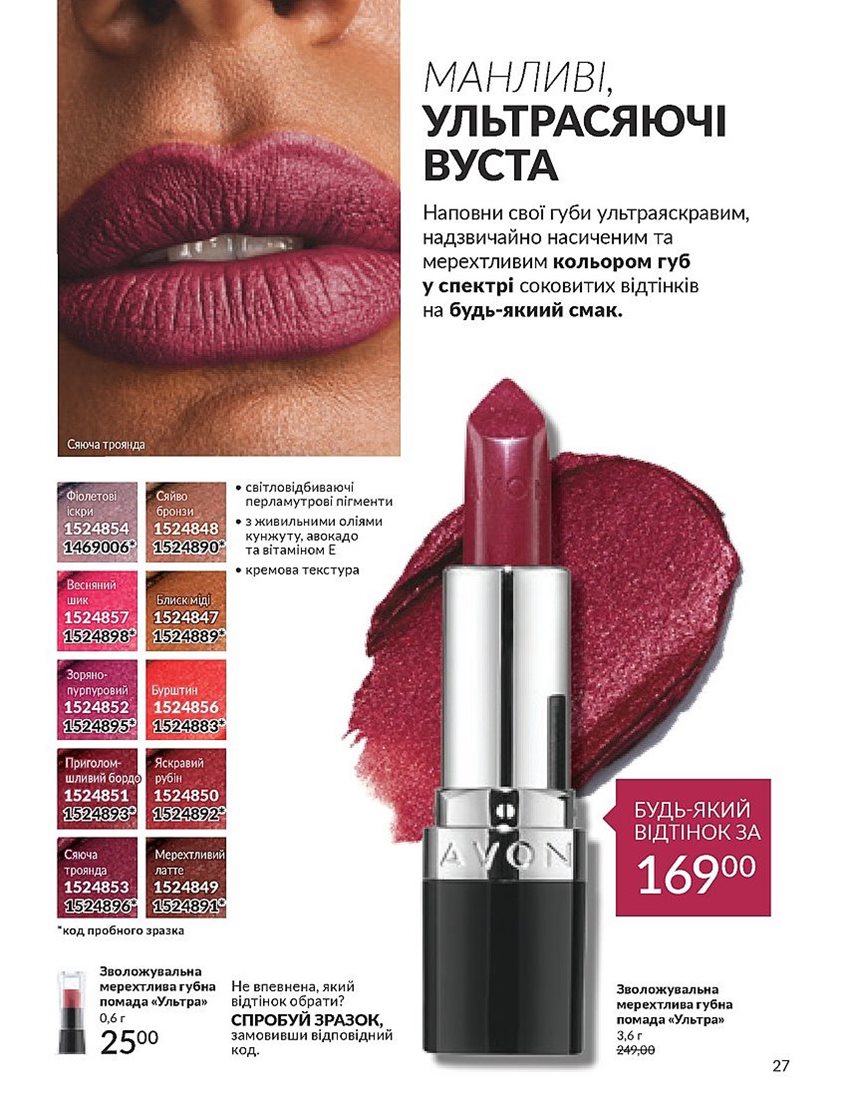 МАНЛИВІ,
УЛЬТРАСЯЮЧІ
ВУСТА
Наповни свої губи ультраяскравим,
надзвичайно насиченим та
мерехтливим кольором губ
у спектрі соковитих відтінків
на будь-якиий смак.
Сяюча троянда
Фіолетові
іскри
1524854
1469006*
Сяйво
бронзи
1524848
1524890*
Весняний
шик
1524857
1524898*
Блиск міді
1524847
1524889*
Зоряно-
пурпуровий
1524852
1524895*
Бурштин
1524856
1524883*
Приголом-
шливий бордо
1524851
1524893*
Яскравий
рубін
1524850
1524892*
Сяюча
троянда
1524853
1524896*
Мерехтливий
латте
1524849
1524891*
*код пробного зразка
• світловідбиваючі
перламутрові пігменти
• з живильними оліями
кунжуту, авокадо
та вітаміном Е
• кремова текстура
AVON
AVON
БУДЬ-ЯКИЙ
ВІДТІНОК ЗА
16900
Зволожувальна
мерехтлива губна
помада «Ультра»
0,6 г
2500
Не впевнена, який
відтінок обрати?
СПРОБУЙ ЗРАЗОК,
замовивши відповідний
код.
Зволожувальна
мерехтлива губна
помада «Ультра»
3,6 г
249,00
27